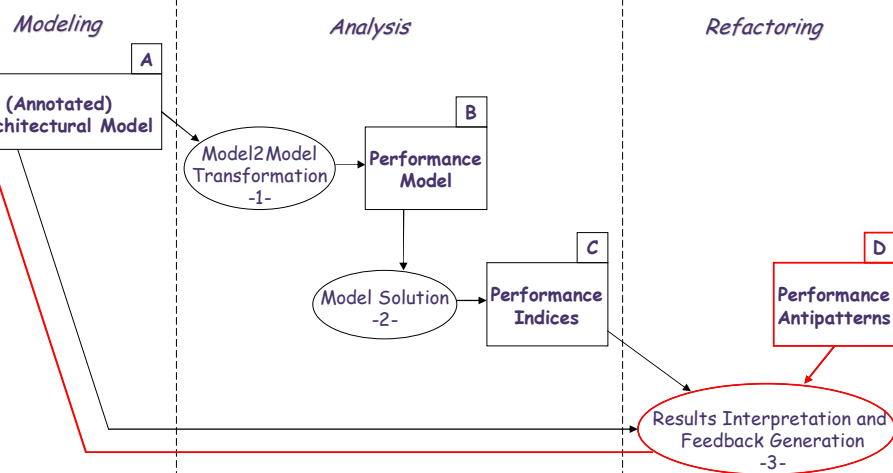 Modeling
Analysis
Refactoring
A
(Annotated)
chitectural Model
B
Model2Model
Transformation
-1-
Performance
Model
C
D
Model Solution
-2-
Performance
Indices
Performance
Antipatterns
Results Interpretation and
Feedback Generation
-3-